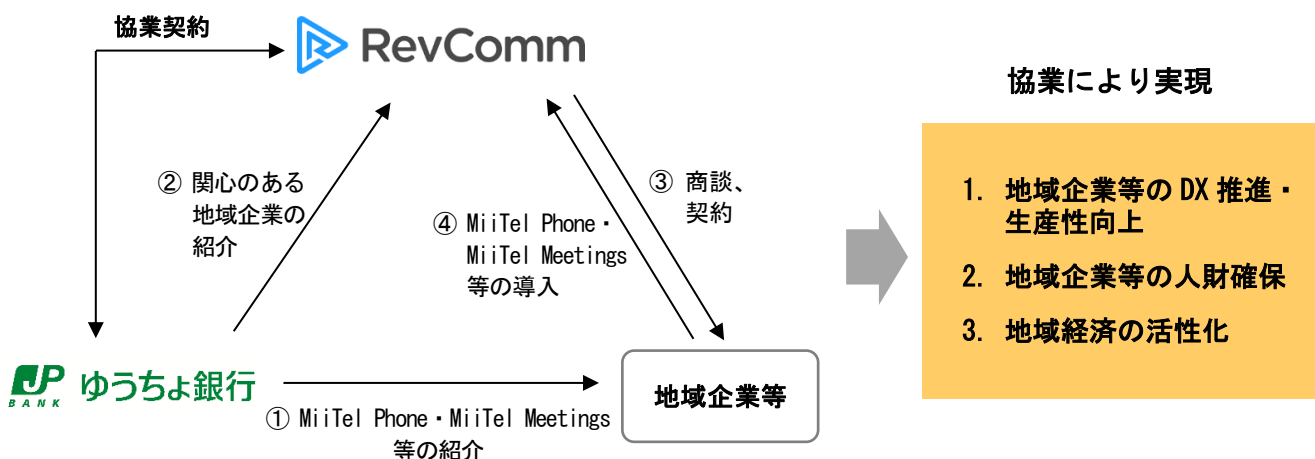 協業契約
RevComm
② 関心のある
地域企業の
紹介
③ 商談、
契約
④ MiiTel Phone・
MiiTel Meetings
等の導入
JP
BANK
ゆうちょ銀行
① MiiTel Phone・MiiTel Meetings
等の紹介
地域企業等
協業により実現
1. 地域企業等の DX 推進・
生産性向上
2. 地域企業等の人財確保
3. 地域経済の活性化